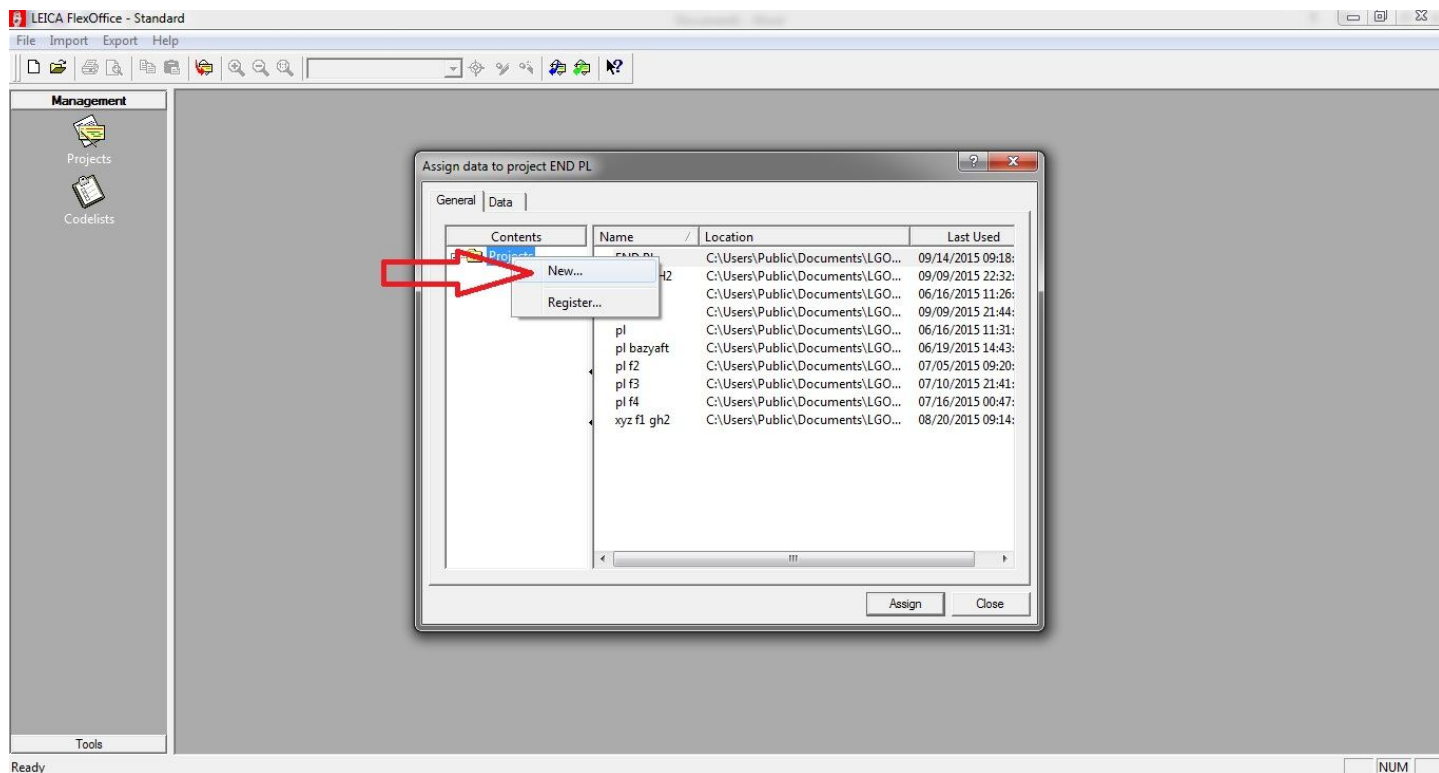 LEICA FlexOffice - Standard
File Import Export Help
Management
Projects
Codelists
Assign data to project END PL
General Data
Contents Name / Location Last Used
Projects END PL C:\Users\Public\Documents\LGO... 09/14/2015 09:18:
New... H2 C:\Users\Public\Documents\LGO... 09/09/2015 22:32:
C:\Users\Public\Documents\LGO... 06/16/2015 11:26:
Register... C:\Users\Public\Documents\LGO... 09/09/2015 21:44:
pl C:\Users\Public\Documents\LGO... 06/16/2015 11:31:
pl bazyaft C:\Users\Public\Documents\LGO... 06/19/2015 14:43:
pl f2 C:\Users\Public\Documents\LGO... 07/05/2015 09:20:
pl f3 C:\Users\Public\Documents\LGO... 07/10/2015 21:41:
pl f4 C:\Users\Public\Documents\LGO... 07/16/2015 00:47:
xyz f1 gh2 C:\Users\Public\Documents\LGO... 08/20/2015 09:14:
Assign Close
Tools
Ready NUM